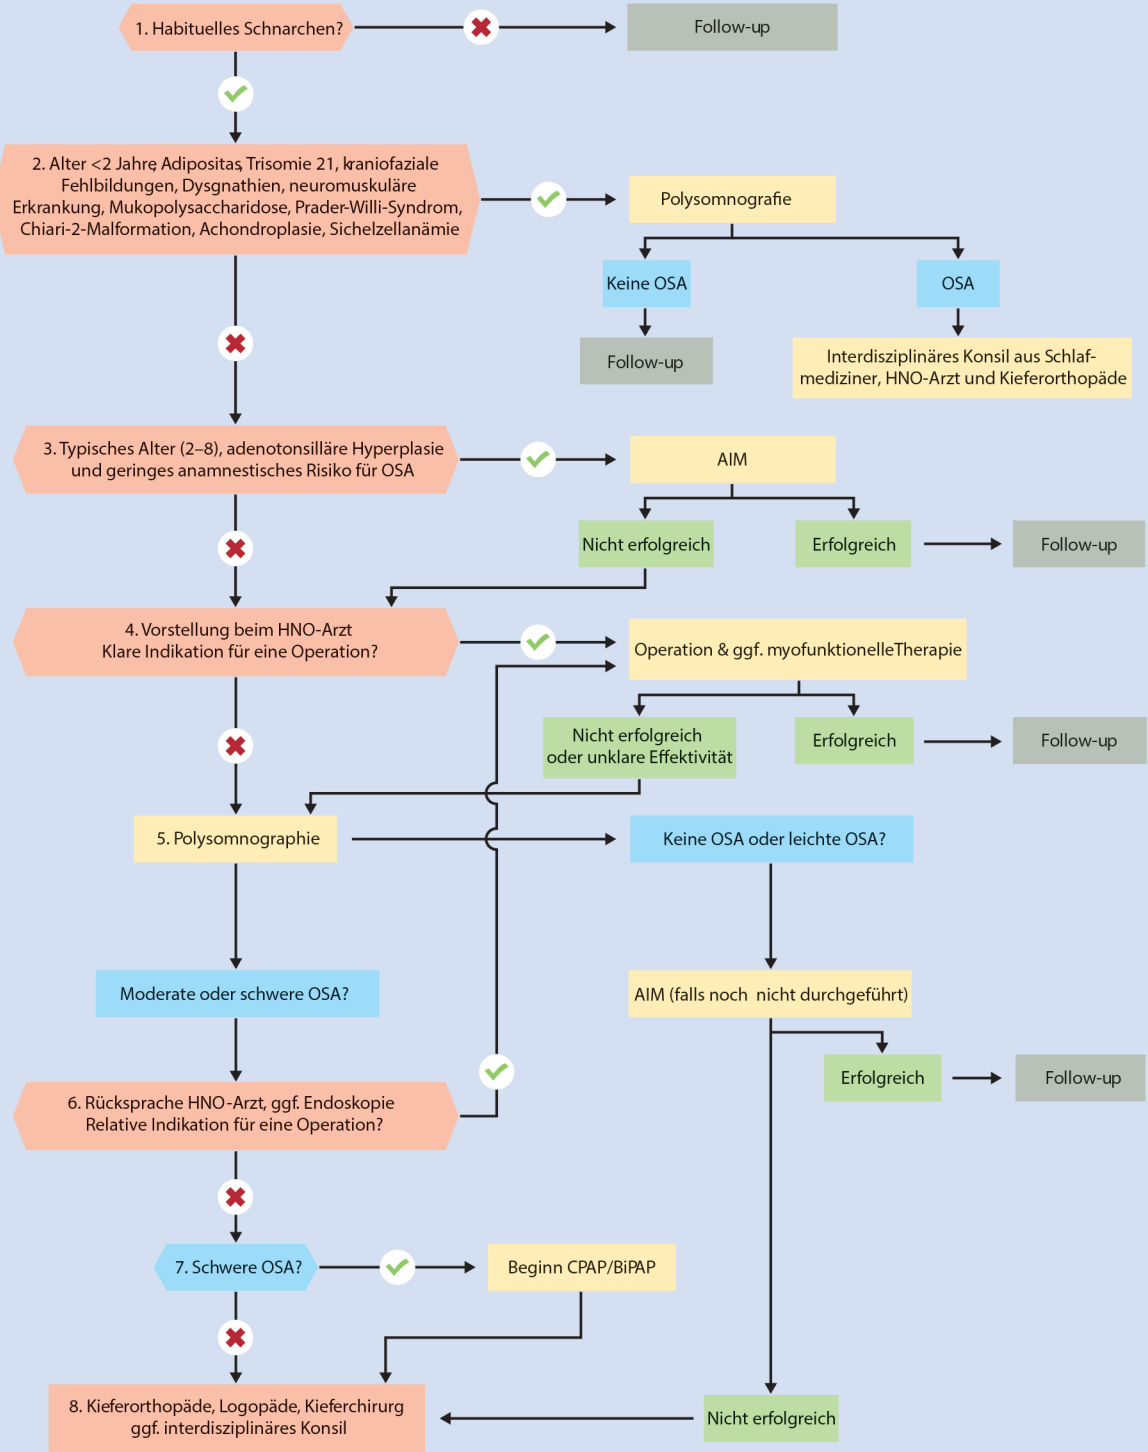 1. Habituelles Schnarchen?
Follow-up
2. Alter <2 Jahre, Adipositas, Trisomie 21, kraniofaziale
Fehlbildungen, Dysgnathien, neuromuskuläre
Erkrankung, Mukopolysaccharidose, Prader-Willi-Syndrom,
Chiari-2-Malformation, Achondroplasie, Sichelzellanämie
Polysomnografie
Keine OSA
OSA
Follow-up
Interdisziplinäres Konsil aus Schlaf-
mediziner, HNO-Arzt und Kieferorthopäde
3. Typisches Alter (2–8), adenotonsilläre Hyperplasie
und geringes anamnestisches Risiko für OSA
AIM
Nicht erfolgreich
Erfolgreich
Follow-up
4. Vorstellung beim HNO-Arzt
Klare Indikation für eine Operation?
Operation & ggf. myofunktionelleTherapie
Nicht erfolgreich
oder unklare Effektivität
Erfolgreich
Follow-up
5. Polysomnographie
Keine OSA oder leichte OSA?
Moderate oder schwere OSA?
AIM (falls noch nicht durchgeführt)
Erfolgreich
Follow-up
6. Rücksprache HNO-Arzt, ggf. Endoskopie
Relative Indikation für eine Operation?
7. Schwere OSA?
Beginn CPAP/BiPAP
8. Kieferorthopäde, Logopäde, Kieferchirurg
ggf. interdisziplinäres Konsil
Nicht erfolgreich